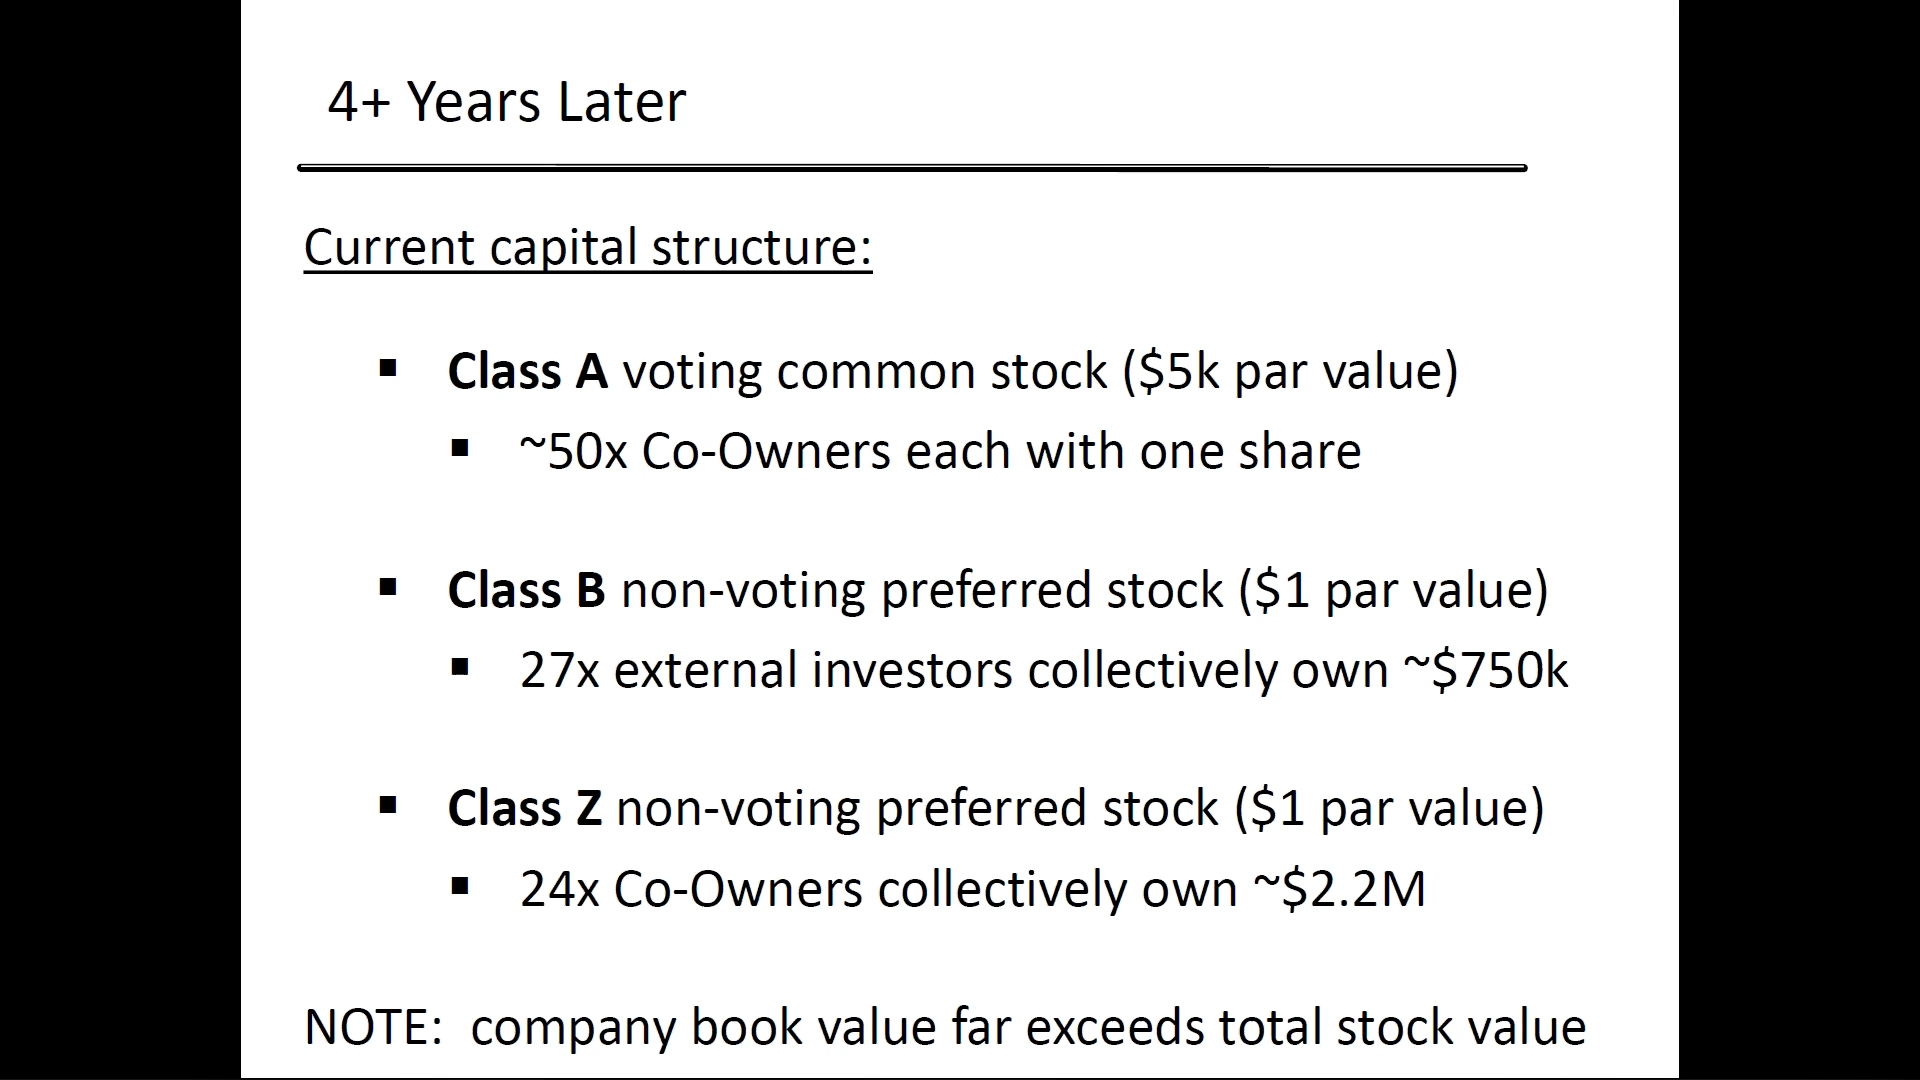 4+ Years Later
Current capital structure:
▪ Class A voting common stock ($5k par value)
▪ ~50x Co-Owners each with one share
▪ Class B non-voting preferred stock ($1 par value)
▪ 27x external investors collectively own ~$750k
▪ Class Z non-voting preferred stock ($1 par value)
▪ 24x Co-Owners collectively own ~$2.2M
NOTE: company book value far exceeds total stock value